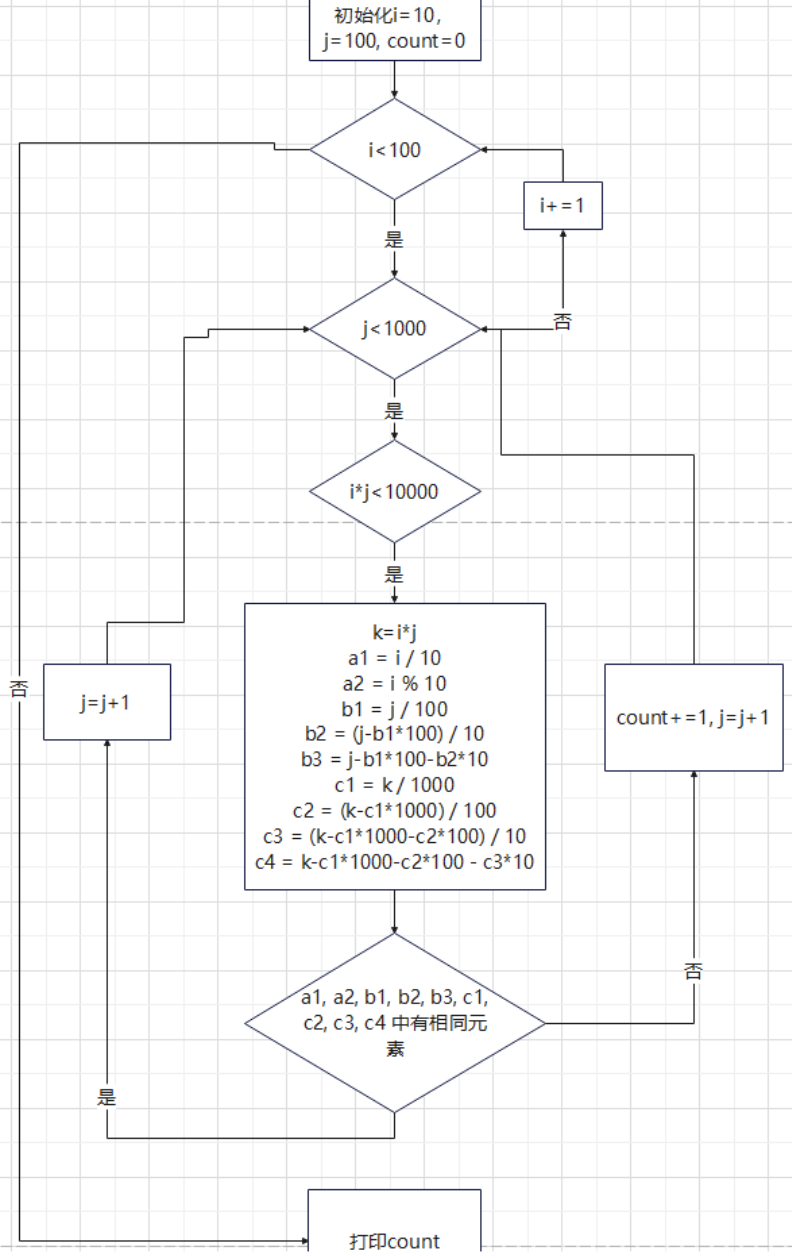 初始化i=10,
j=100, count=0
i<100
i+=1
是
j<1000
否
是
i*j<10000
是
k=i*j
a1 = i / 10
a2 = i % 10
b1 = j / 100
b2 = (j-b1*100) / 10
b3 = j-b1*100-b2*10
c1 = k / 1000
c2 = (k-c1*1000) / 100
c3 = (k-c1*1000-c2*100) / 10
c4 = k-c1*1000-c2*100 - c3*10
否
j=j+1
count+=1, j=j+1
否
a1, a2, b1, b2, b3, c1,
c2, c3, c4 中有相同元
素
是
打印count